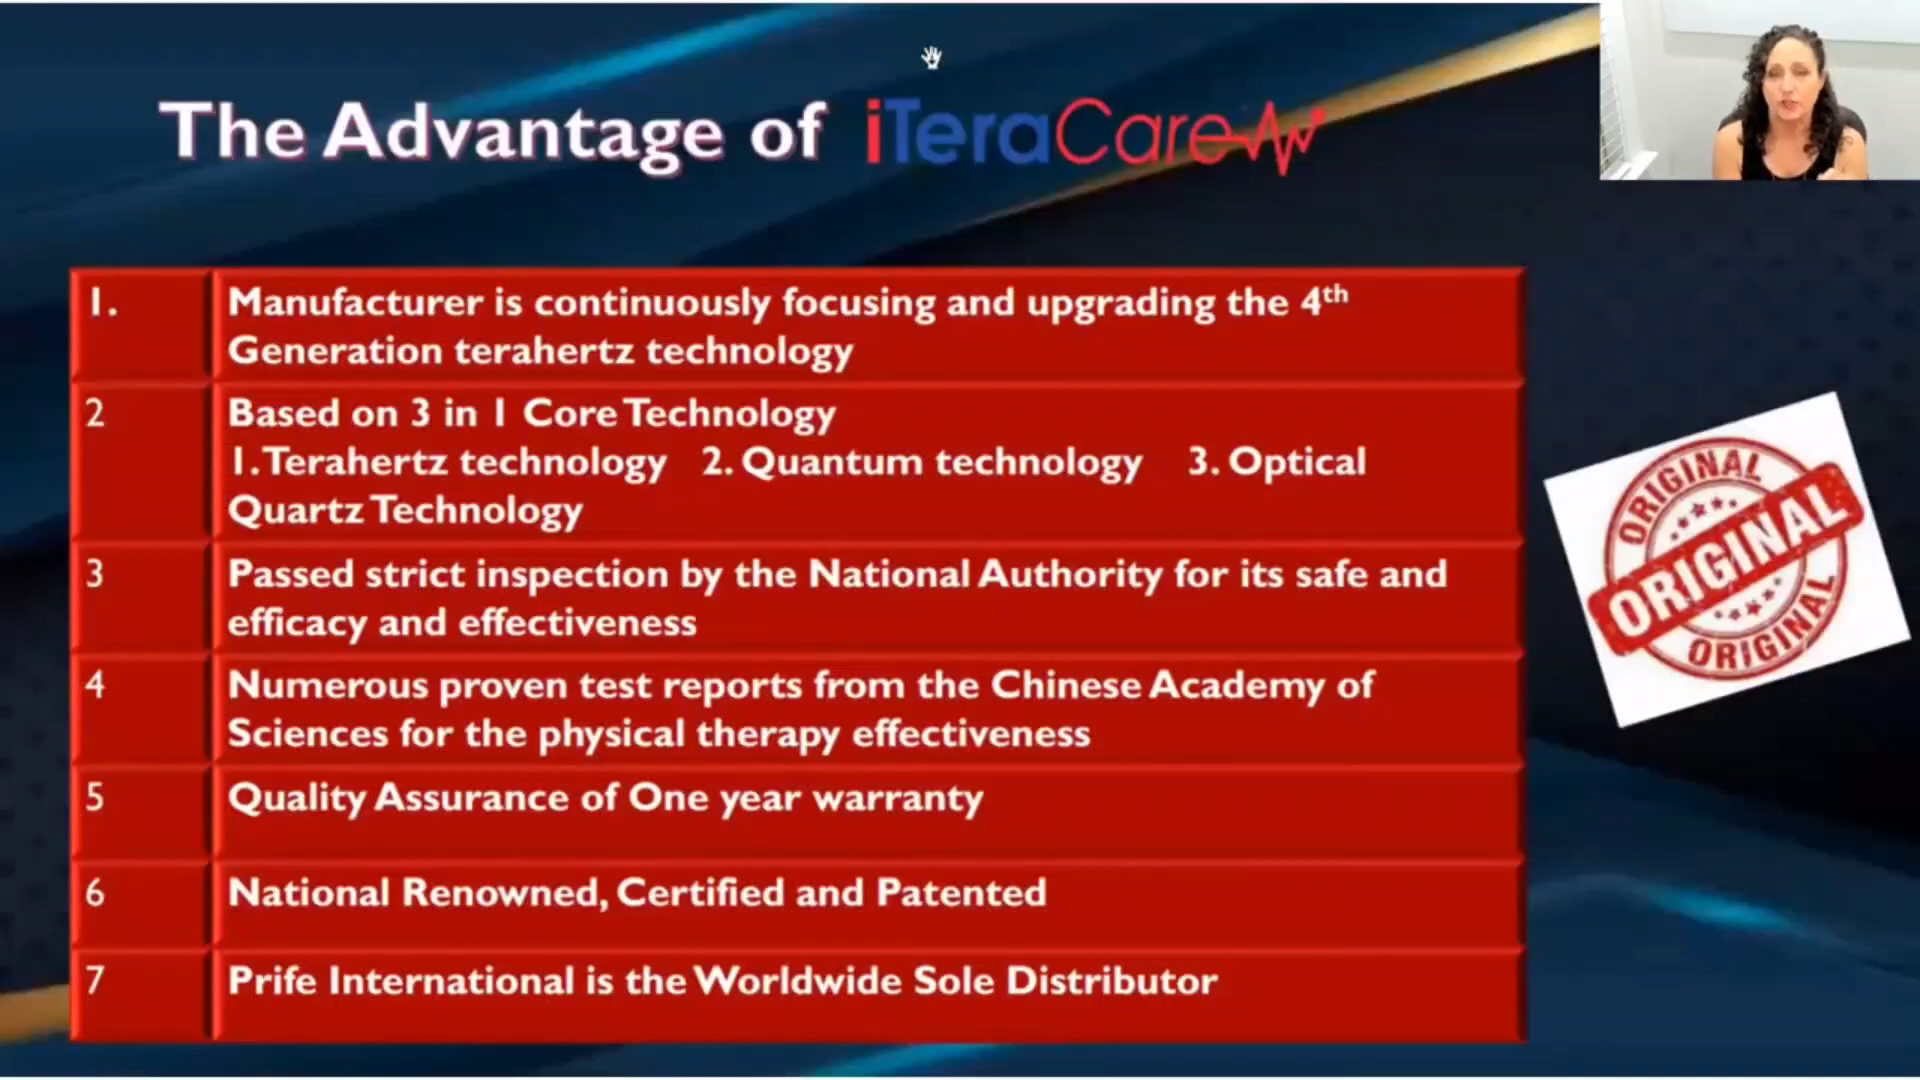 The Advantage of iTeraCare
1. Manufacturer is continuously focusing and upgrading the 4th
Generation terahertz technology
2 Based on 3 in 1 Core Technology
1. Terahertz technology 2. Quantum technology 3. Optical
Quartz Technology
3 Passed strict inspection by the National Authority for its safe and
efficacy and effectiveness
4 Numerous proven test reports from the Chinese Academy of
Sciences for the physical therapy effectiveness
5 Quality Assurance of One year warranty
6 National Renowned, Certified and Patented
7 Prife International is the Worldwide Sole Distributor
ORIGINAL
ORIGINAL
ORIGINAL